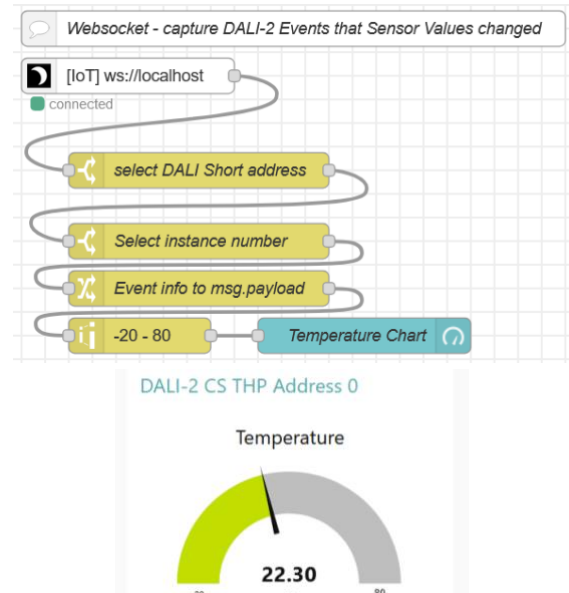 Websocket - capture DALI-2 Events that Sensor Values changed
[IoT] ws://localhost
connected
select DALI Short address
Select instance number
Event info to msg.payload
-20 - 80
Temperature Chart
DALI-2 CS THP Address 0
Temperature
22.30
80